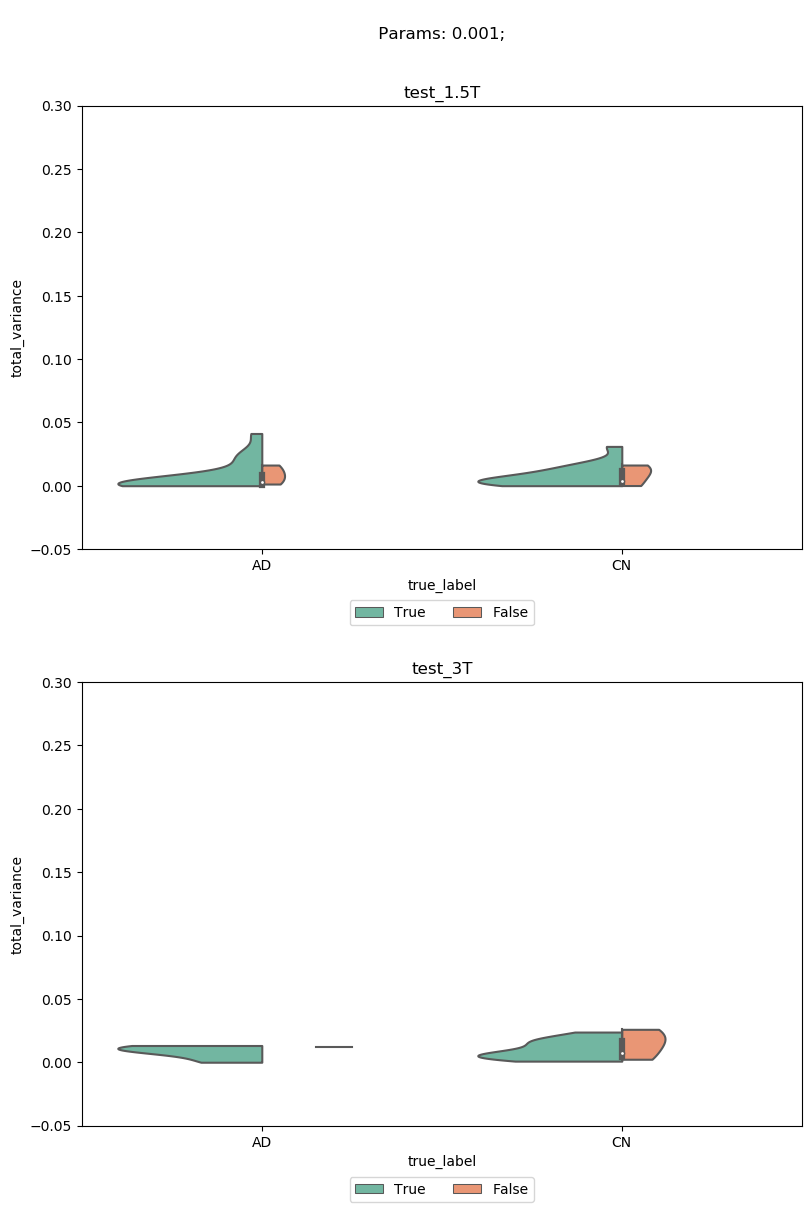 Params: 0.001;
test_1.5T
0.30
0.25
0.20
0.15
0.10
0.05
0.00
−0.05
total_variance
AD CN
true_label
True False
test_3T
0.30
0.25
0.20
0.15
0.10
0.05
0.00
−0.05
total_variance
AD CN
true_label
True False